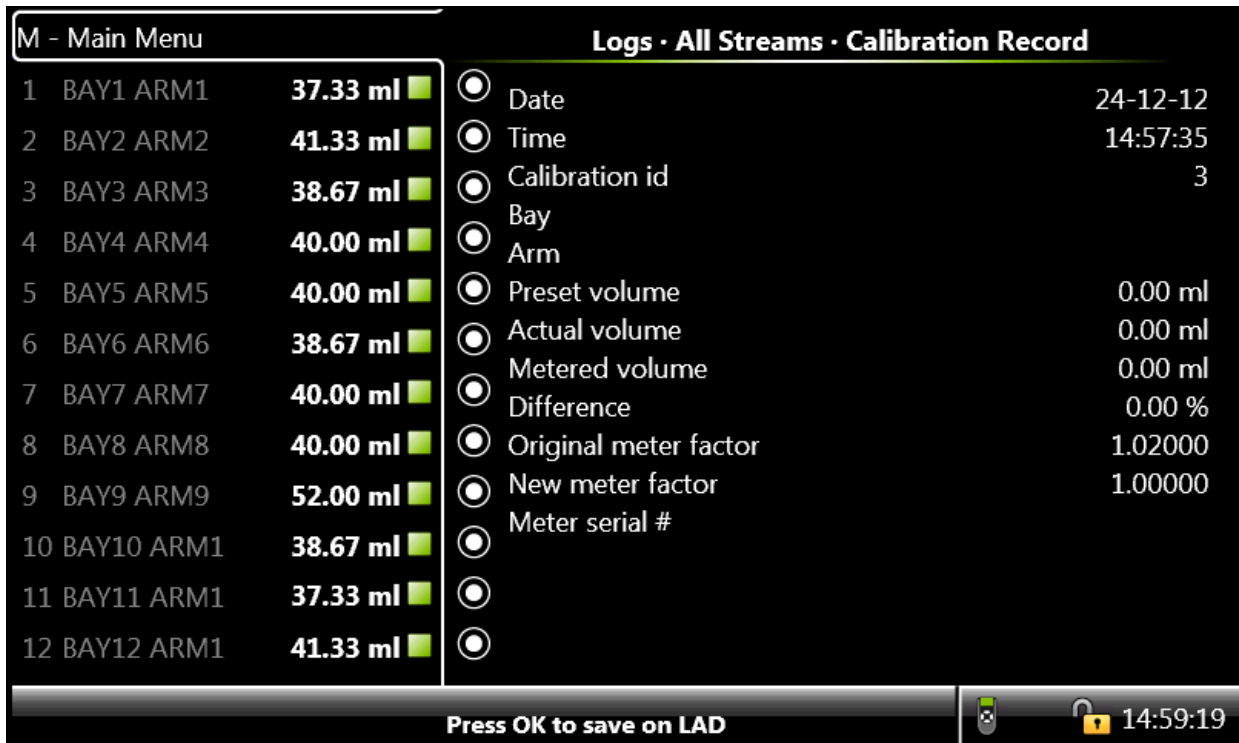 M - Main Menu
1 BAY1 ARM1 37.33 ml
2 BAY2 ARM2 41.33 ml
3 BAY3 ARM3 38.67 ml
4 BAY4 ARM4 40.00 ml
5 BAY5 ARM5 40.00 ml
6 BAY6 ARM6 38.67 ml
7 BAY7 ARM7 40.00 ml
8 BAY8 ARM8 40.00 ml
9 BAY9 ARM9 52.00 ml
10 BAY10 ARM1 38.67 ml
11 BAY11 ARM1 37.33 ml
12 BAY12 ARM1 41.33 ml
Logs · All Streams · Calibration Record
Date 24-12-12
Time 14:57:35
Calibration id 3
Bay
Arm
Preset volume 0.00 ml
Actual volume 0.00 ml
Metered volume 0.00 ml
Difference 0.00 %
Original meter factor 1.02000
New meter factor 1.00000
Meter serial #
Press OK to save on LAD
14:59:19